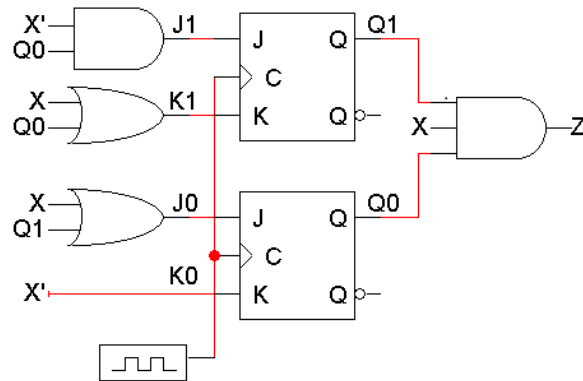 X' J1 J Q Q1
Q0
C
X K1 K Q X Z
Q0
X J0 J Q Q0
Q1
C
X' K0 K Q